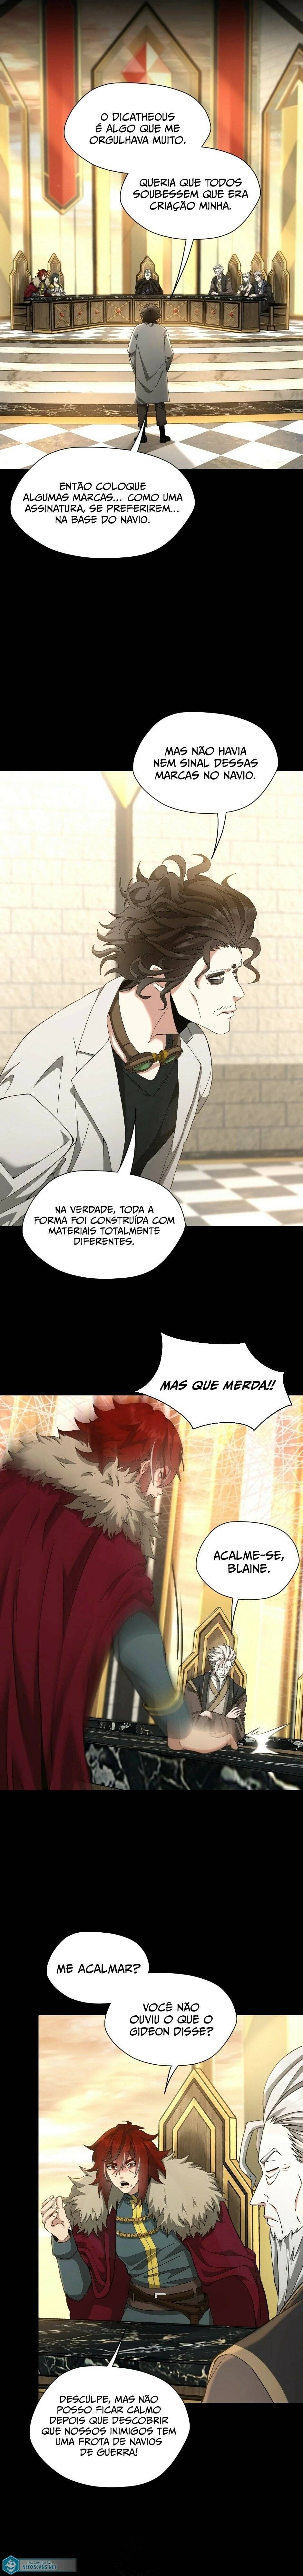 O DICATHEOUS
É ALGO QUE ME
ORGULHAVA MUITO.
QUERIA QUE TODOS
SOUBESSEM QUE ERA
CRIAÇÃO MINHA.
ENTÃO COLOQUE
ALGUMAS MARCAS... COMO UMA
ASSINATURA, SE PREFERIREM...
NA BASE DO NAVIO.
MAS NÃO HAVIA
NEM SINAL DESSAS
MARCAS NO NAVIO.
NA VERDADE, TODA A
FORMA FOI CONSTRUÍDA COM
MATERIAIS TOTALMENTE
DIFERENTES.
MAS QUE MERDA!!
ACALME-SE,
BLAINE.
ME ACALMAR?
VOCÊ NÃO
OUVIU O QUE O
GIDEON DISSE?
DESCULPE, MAS NÃO
POSSO FICAR CALMO
DEPOIS QUE DESCOBRIR
QUE NOSSOS INIMIGOS TEM
UMA FROTA DE NAVIOS
DE GUERRA!
NEOXSCANS.NET